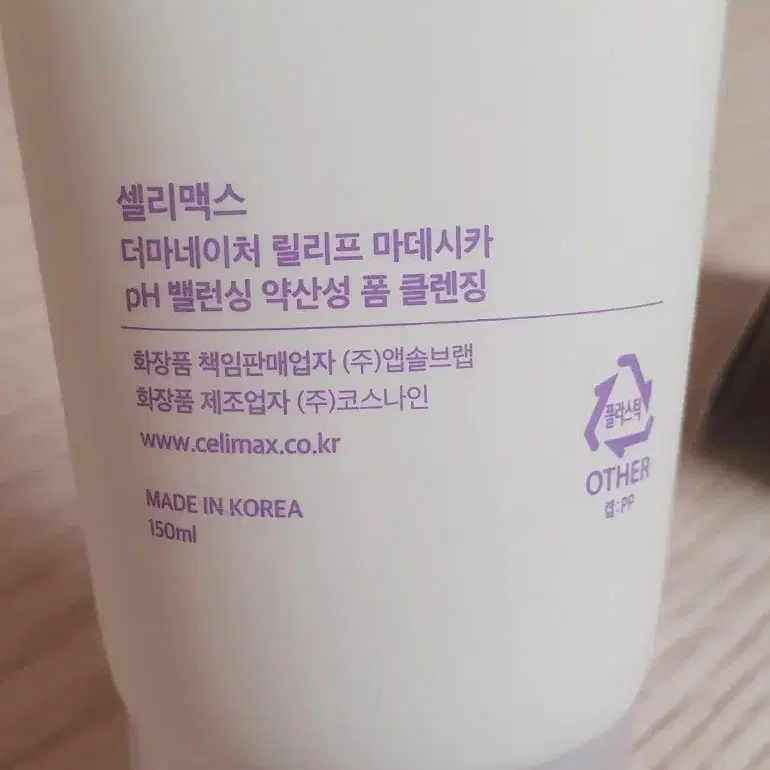 셀리맥스
더마네이처 릴리프 마데시카
pH 밸런싱 약산성 폼 클렌징
화장품 책임판매업자 (주)앱솔브랩
화장품 제조업자 (주)코스나인
www.celimax.co.kr
MADE IN KOREA
150ml
플라스틱
OTHER
캡:PP